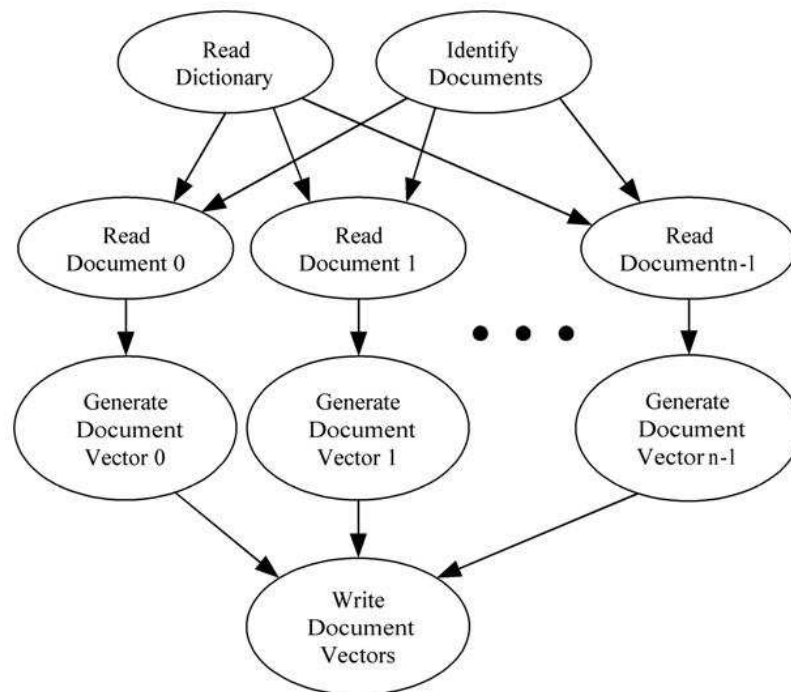 Read
Dictionary
Identify
Documents
Read
Document 0
Read
Document 1
Read
Documentn-1
Generate
Document
Vector 0
Generate
Document
Vector 1
Generate
Document
Vectorn-1
Write
Document
Vectors